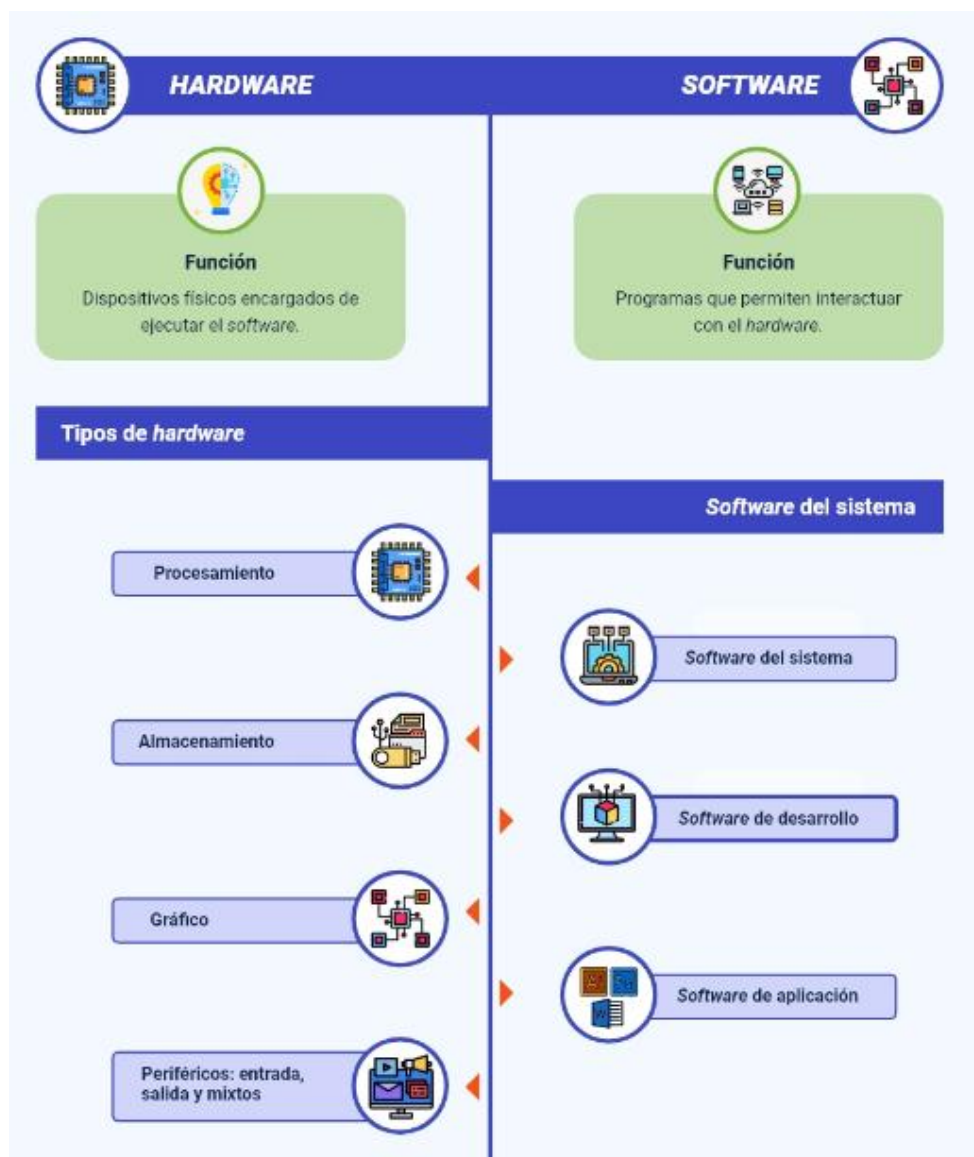 HARDWARE
SOFTWARE
Función
Dispositivos físicos encargados de
ejecutar el software.
Función
Programas que permiten interactuar
con el hardware.
Tipos de hardware
Software del sistema
Procesamiento
Software del sistema
Almacenamiento
Software de desarrollo
Gráfico
Software de aplicación
Periféricos: entrada,
salida y mixtos